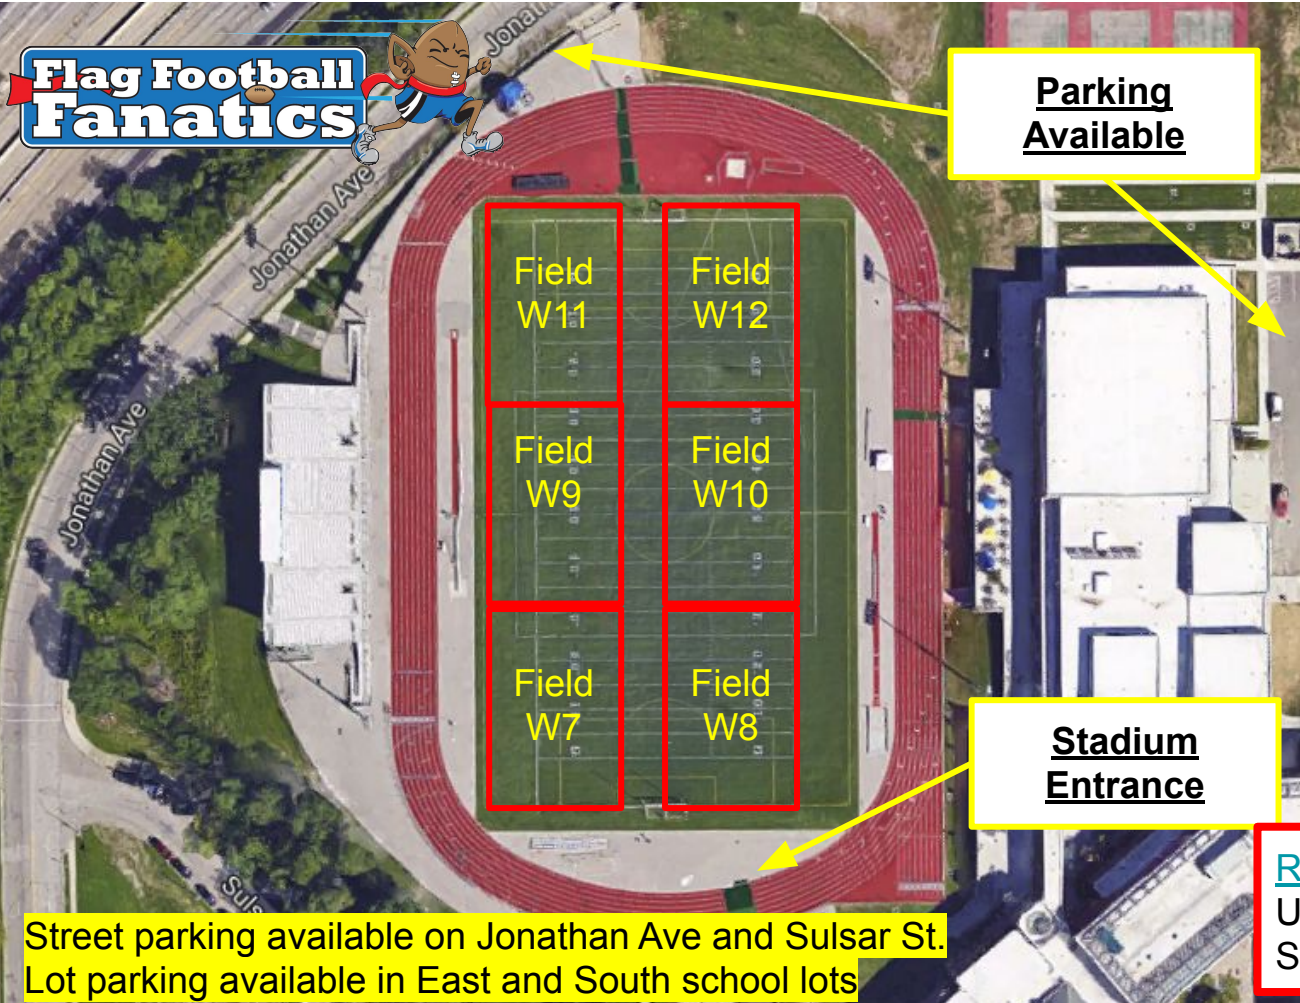 Flag Football
Fanatics
Jonathan Ave
Jonathan Ave
Parking
Available
Field
W11
Field
W12
Field
W9
Field
W10
Field
W7
Field
W8
Stadium
Entrance
Street parking available on Jonathan Ave and Sulsar St.
Lot parking available in East and South school lots